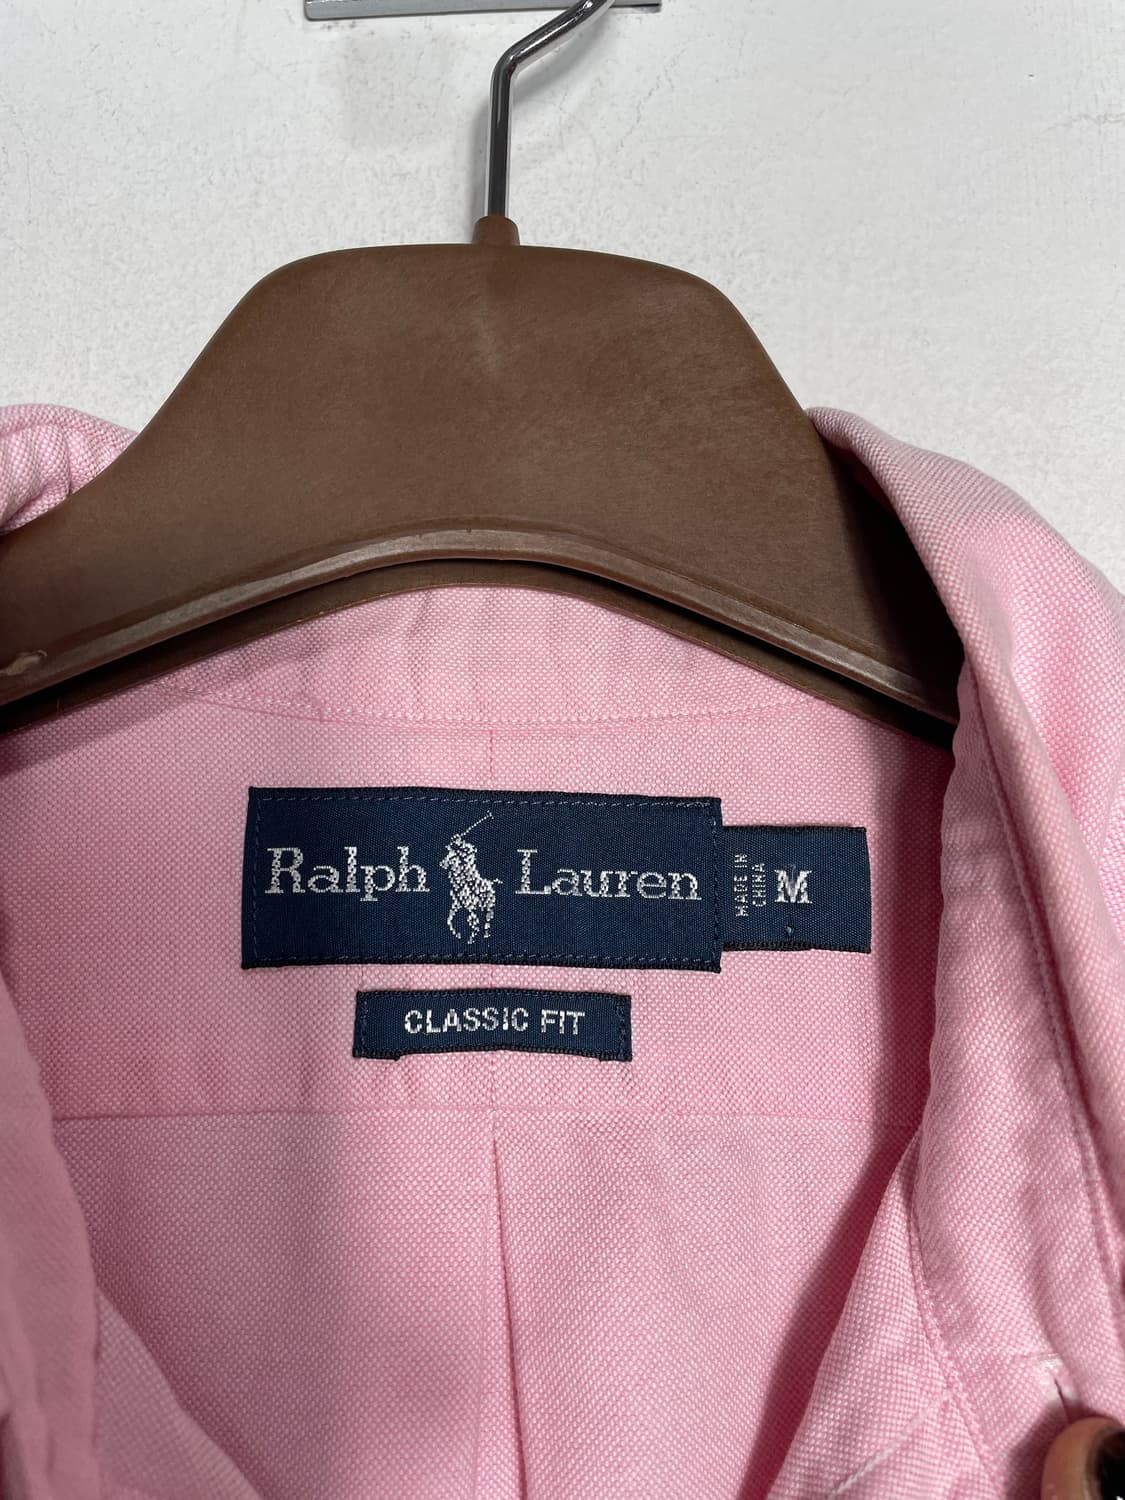 Ralph Lauren
MADE IN
CHINA
M
CLASSIC FIT